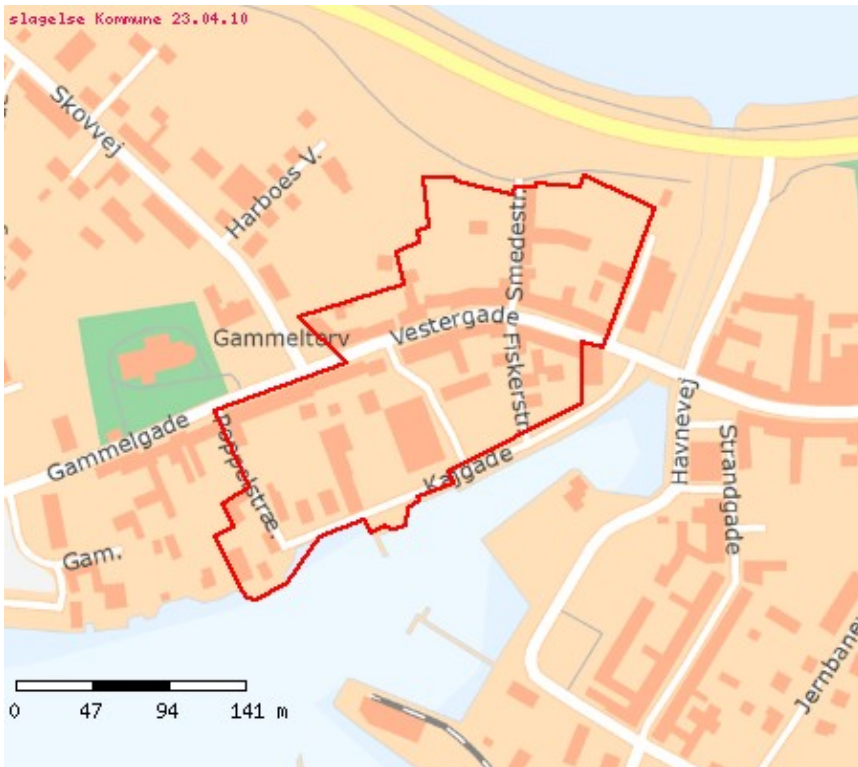 slagelse Kommune 23.04.10
Skovvej
Harboes V.
Smedestr.
Gammeltorv
Vestergade
Fiskerstr.
Gammelgade
Poppelstræ.
Kajgade
Havnevej
Strandgade
Gam.
0 47 94 141 m